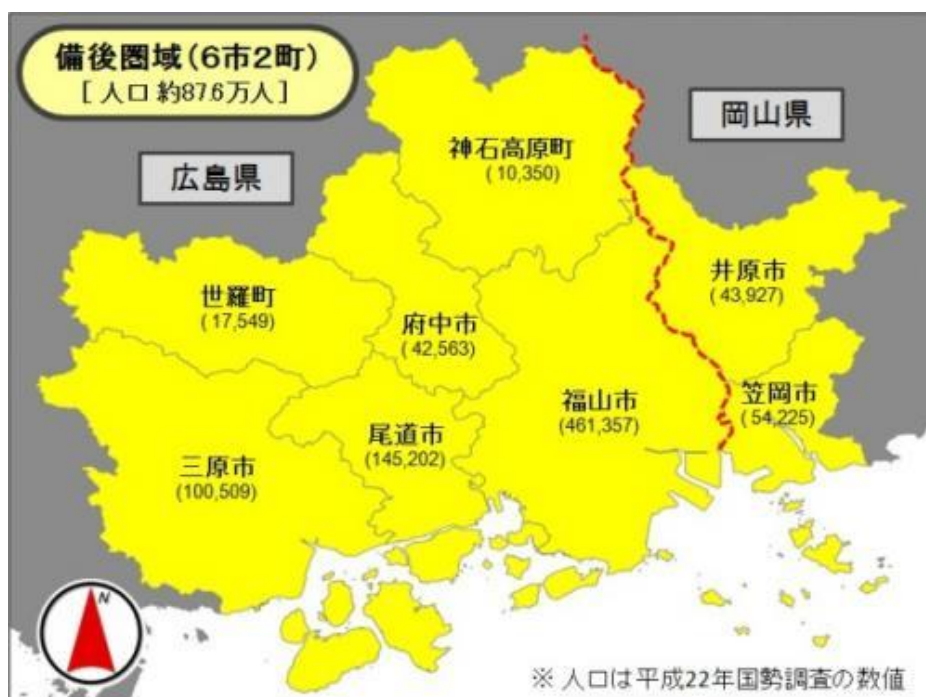 備後圏域(6市2町)
[ 人口 約87.6万人 ]
岡山県
広島県
神石高原町
( 10,350)
井原市
( 43,927)
世羅町
( 17,549)
府中市
( 42,563)
福山市
(461,357)
笠岡市
( 54,225)
尾道市
(145,202)
三原市
(100,509)
N
※ 人口は平成22年国勢調査の数値